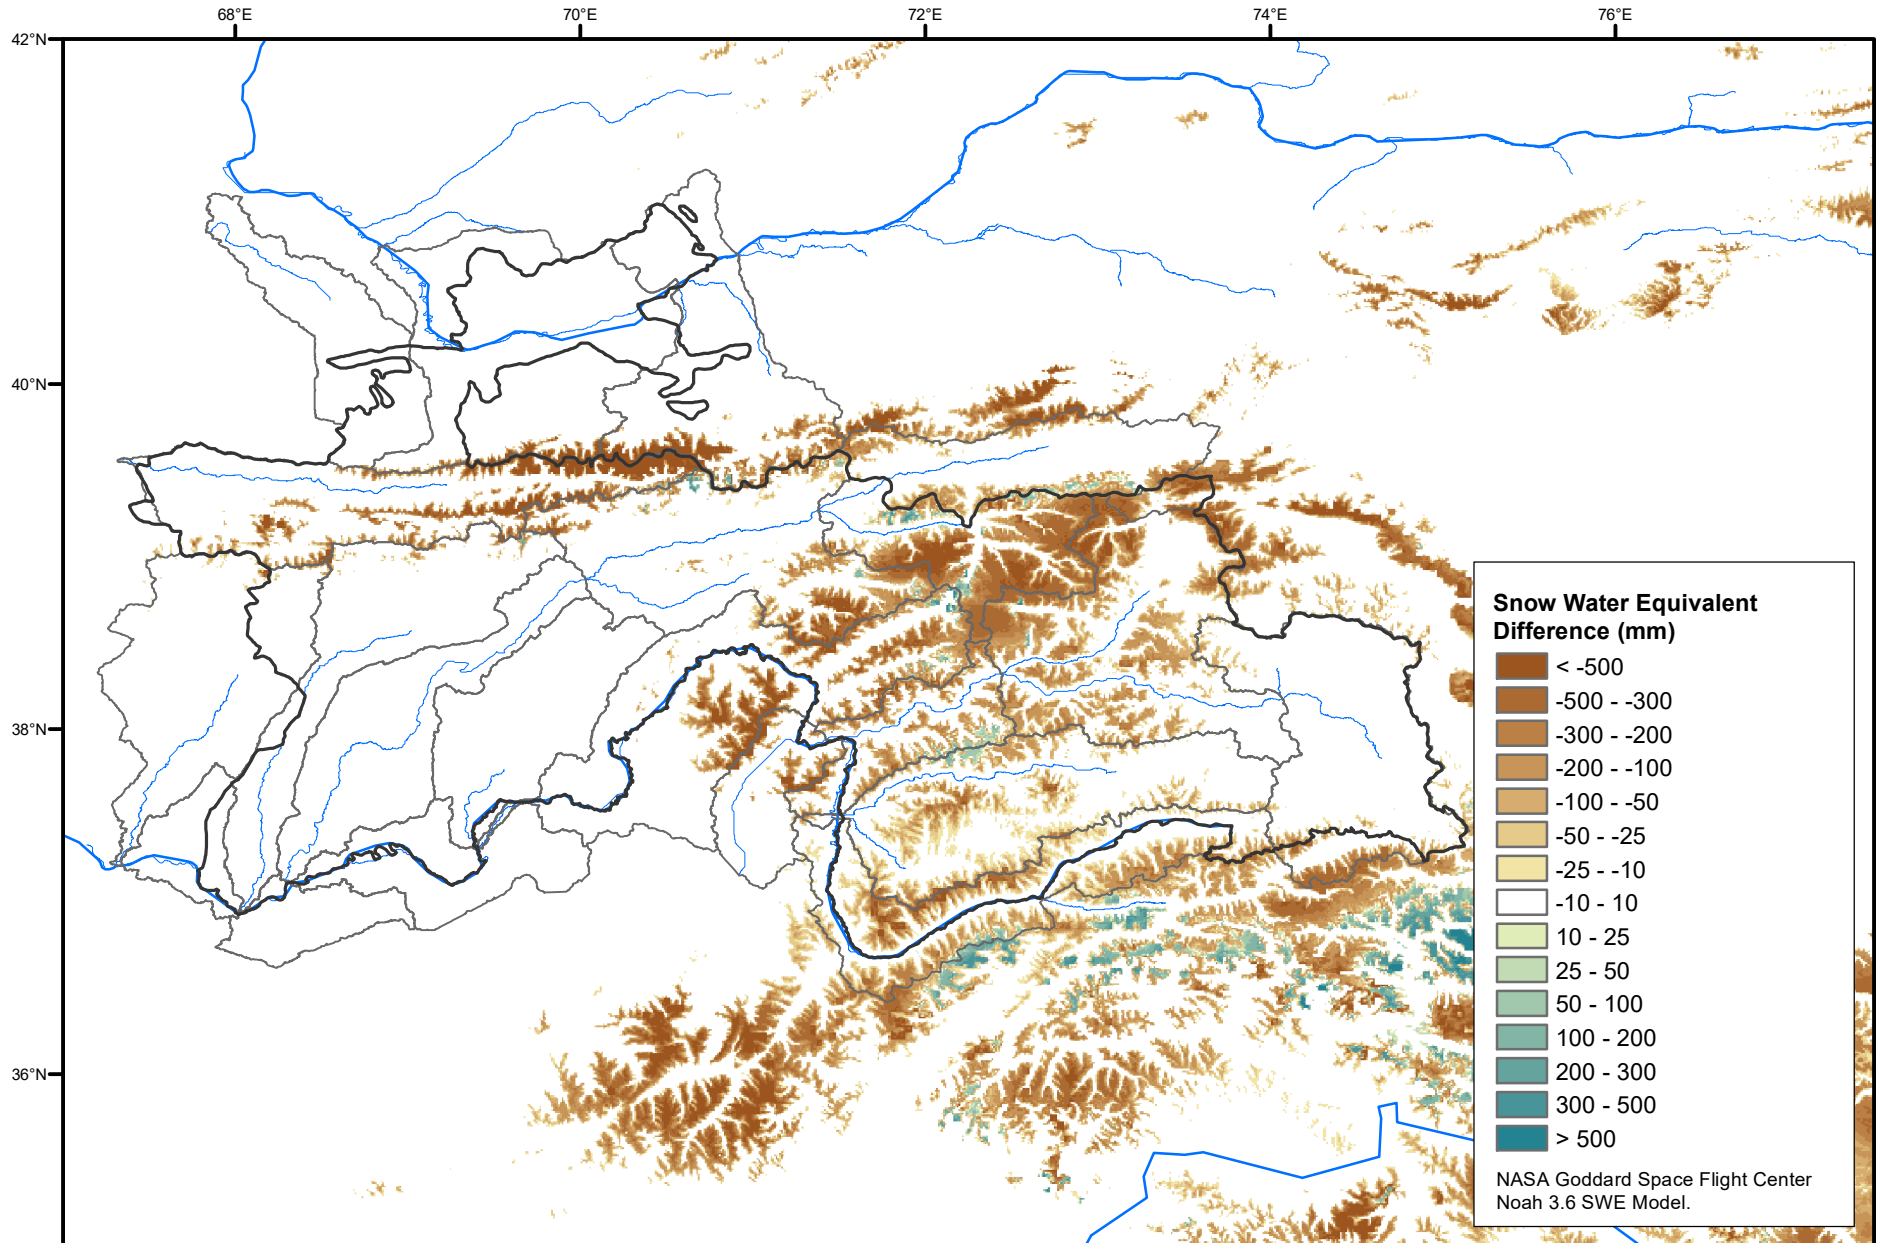 68°E
70°E
72°E
74°E
76°E
42°N
40°N
38°N
36°N
Snow Water Equivalent
Difference (mm)
< -500
-500 - -300
-300 - -200
-200 - -100
-100 - -50
-50 - -25
-25 - -10
-10 - 10
10 - 25
25 - 50
50 - 100
100 - 200
200 - 300
300 - 500
> 500
NASA Goddard Space Flight Center
Noah 3.6 SWE Model.